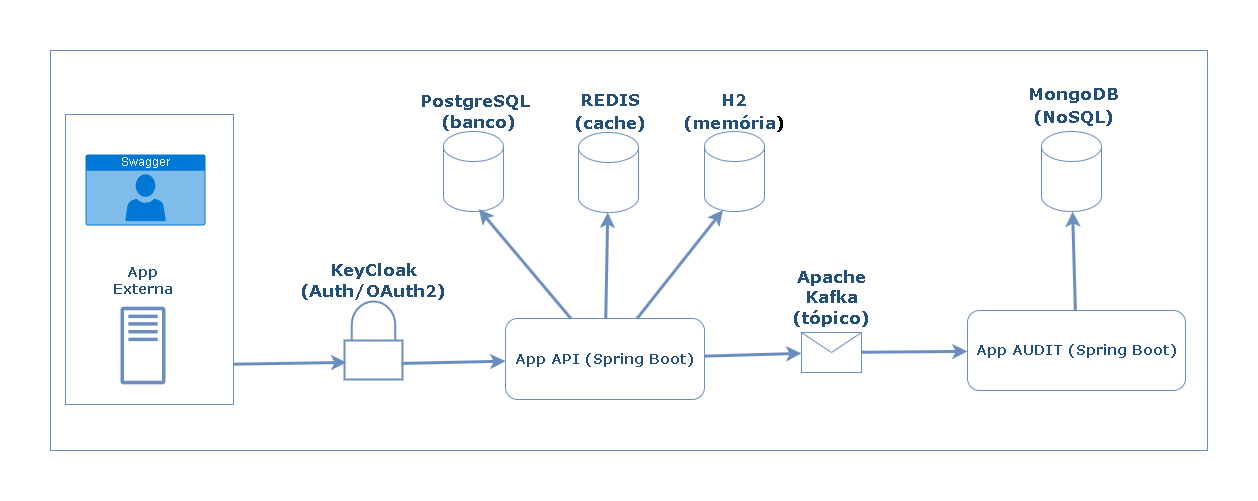 PostgreSQL
(banco)
REDIS
(cache)
H2
(memória)
MongoDB
(NoSQL)
Swagger
App
Externa
KeyCloak
(Auth/OAuth2)
App API (Spring Boot)
Apache
Kafka
(tópico)
App AUDIT (Spring Boot)